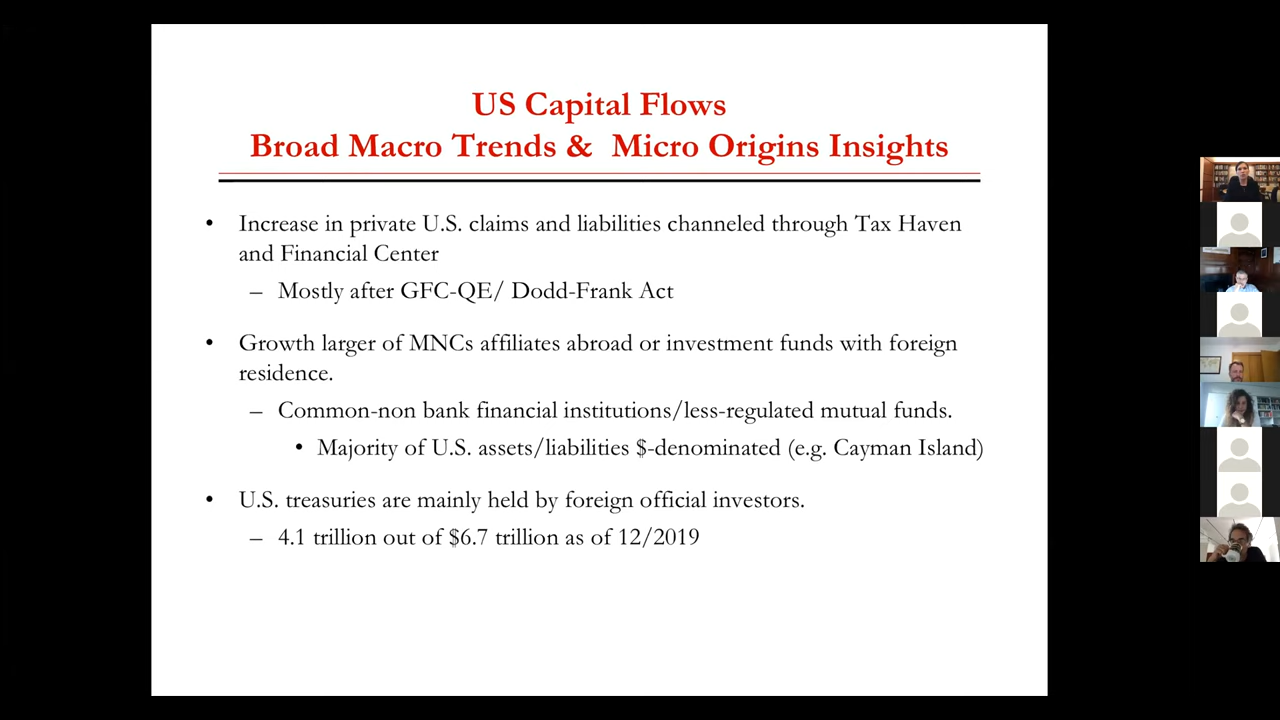 US Capital Flows
Broad Macro Trends & Micro Origins Insights
• Increase in private U.S. claims and liabilities channeled through Tax Haven
and Financial Center
– Mostly after GFC-QE/ Dodd-Frank Act
• Growth larger of MNCs affiliates abroad or investment funds with foreign
residence.
– Common-non bank financial institutions/less-regulated mutual funds.
• Majority of U.S. assets/liabilities $-denominated (e.g. Cayman Island)
• U.S. treasuries are mainly held by foreign official investors.
– 4.1 trillion out of $6.7 trillion as of 12/2019